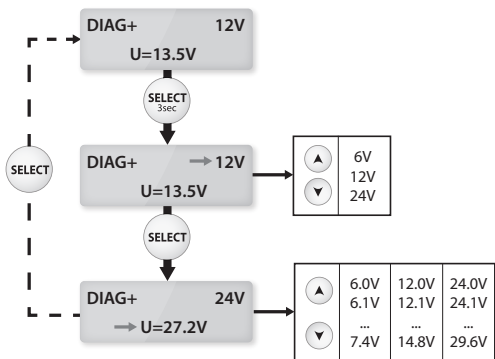 DIAG+ 12V
U=13.5V
SELECT
3sec
SELECT
DIAG+ → 12V
U=13.5V
6V
12V
24V
SELECT
DIAG+ 24V
→ U=27.2V
6.0V 12.0V 24.0V
6.1V 12.1V 24.1V
... ... ...
7.4V 14.8V 29.6V